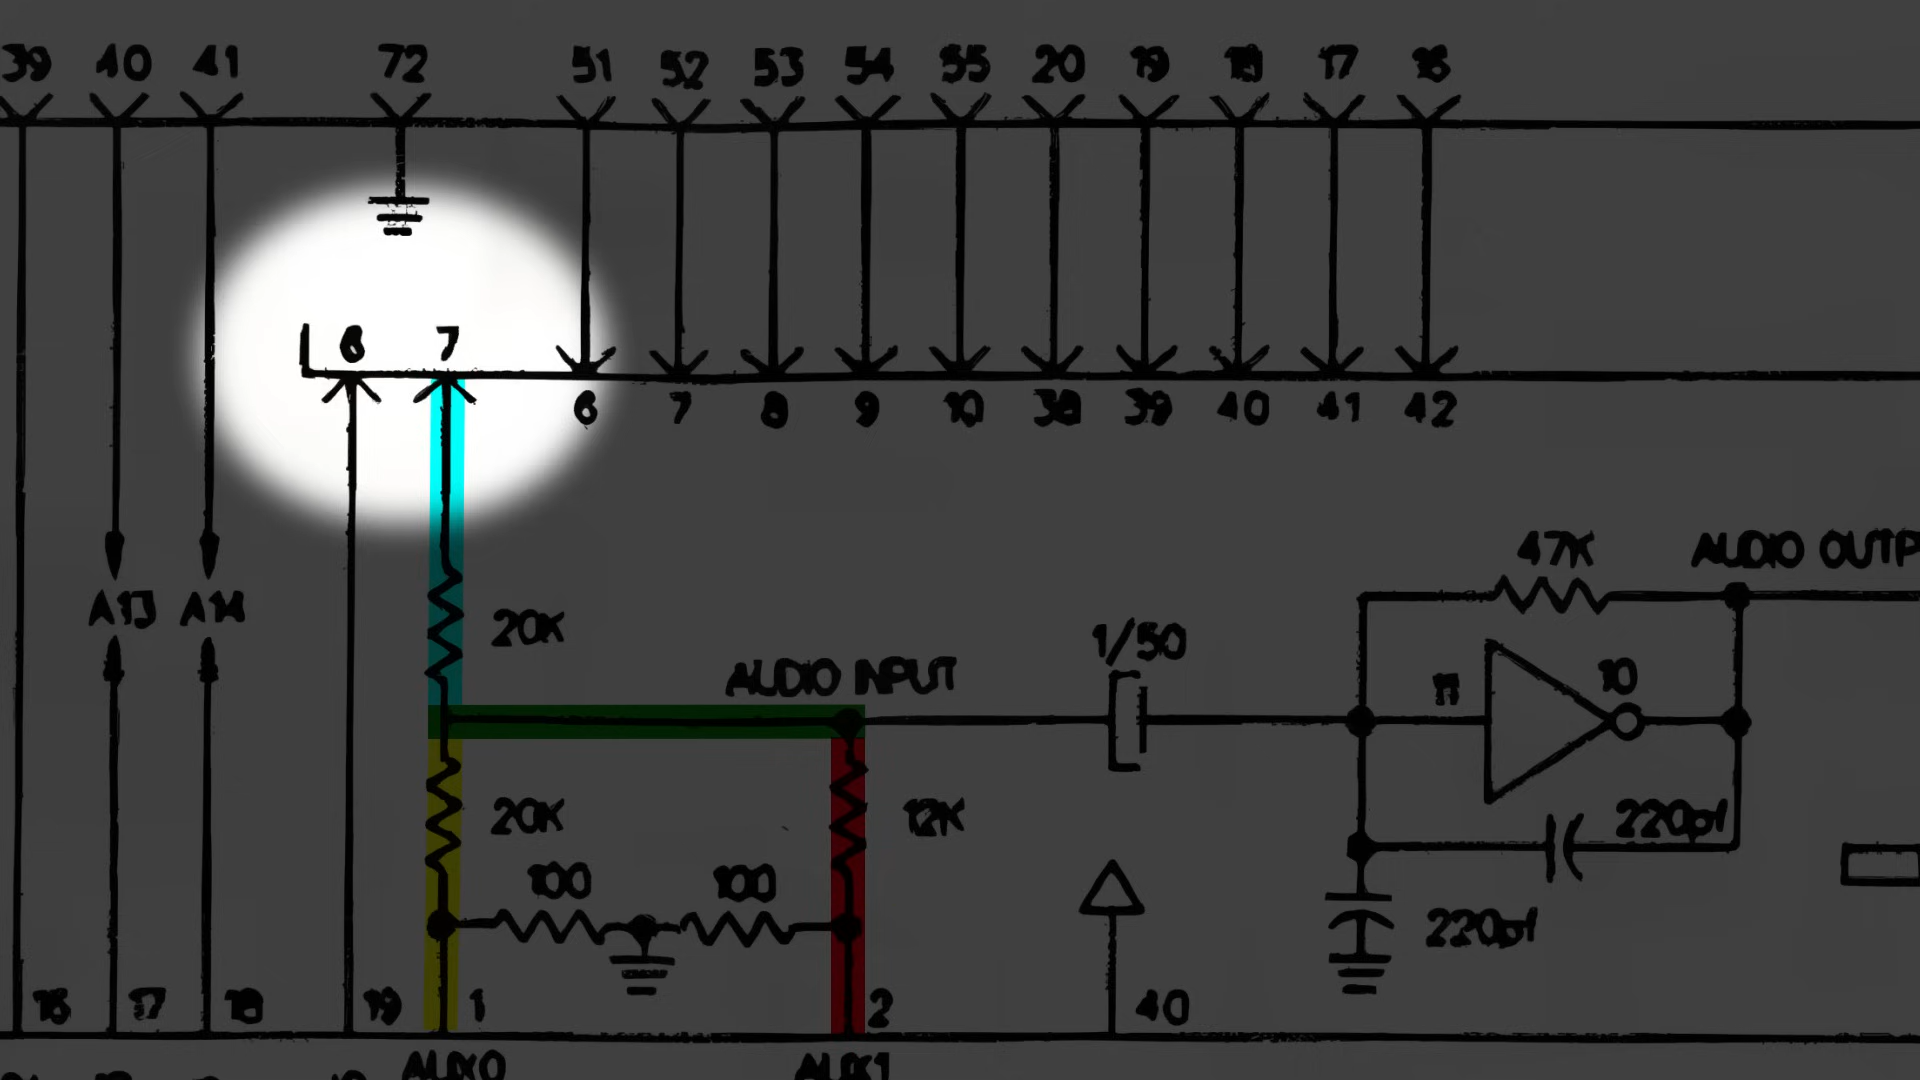 39 40 41 72 51 52 53 54 55 20 19 18 17 16
6 7
6 7 8 9 10 38 39 40 41 42
47K AUDIO OUTP
A13 A14
20K 1/50
AUDIO INPUT 11 10
20K 12K 220pf
100 100
220pf
16 17 18 19 1 2 40
AUX0 AUX1